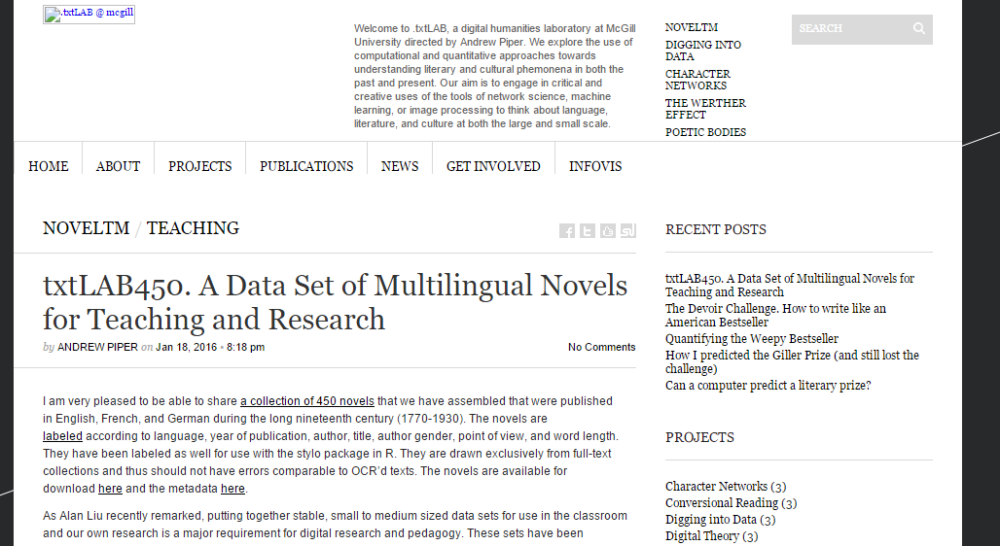 .txtLAB @ mcgill
Welcome to .txtLAB, a digital humanities laboratory at McGill
University directed by Andrew Piper. We explore the use of
computational and quantitative approaches towards
understanding literary and cultural phemonena in both the
past and present. Our aim is to engage in critical and
creative uses of the tools of network science, machine
learning, or image processing to think about language,
literature, and culture at both the large and small scale.
NOVELTM
DIGGING INTO
DATA
CHARACTER
NETWORKS
THE WERTHER
EFFECT
POETIC BODIES
SEARCH
HOME
ABOUT
PROJECTS
PUBLICATIONS
NEWS
GET INVOLVED
INFOVIS
NOVELTM / TEACHING
txtLAB450. A Data Set of Multilingual Novels
for Teaching and Research
by ANDREW PIPER on Jan 18, 2016 • 8:18 pm
No Comments
I am very pleased to be able to share a collection of 450 novels that we have assembled that were published
in English, French, and German during the long nineteenth century (1770-1930). The novels are
labeled according to language, year of publication, author, title, author gender, point of view, and word length.
They have been labeled as well for use with the stylo package in R. They are drawn exclusively from full-text
collections and thus should not have errors comparable to OCR'd texts. The novels are available for
download here and the metadata here.
As Alan Liu recently remarked, putting together stable, small to medium sized data sets for use in the classroom
and our own research is a major requirement for digital research and pedagogy. These sets have been
RECENT POSTS
txtLAB450. A Data Set of Multilingual Novels for
Teaching and Research
The Devoir Challenge. How to write like an
American Bestseller
Quantifying the Weepy Bestseller
How I predicted the Giller Prize (and still lost the
challenge)
Can a computer predict a literary prize?
PROJECTS
Character Networks (3)
Conversional Reading (3)
Digging into Data (3)
Digital Theory (3)